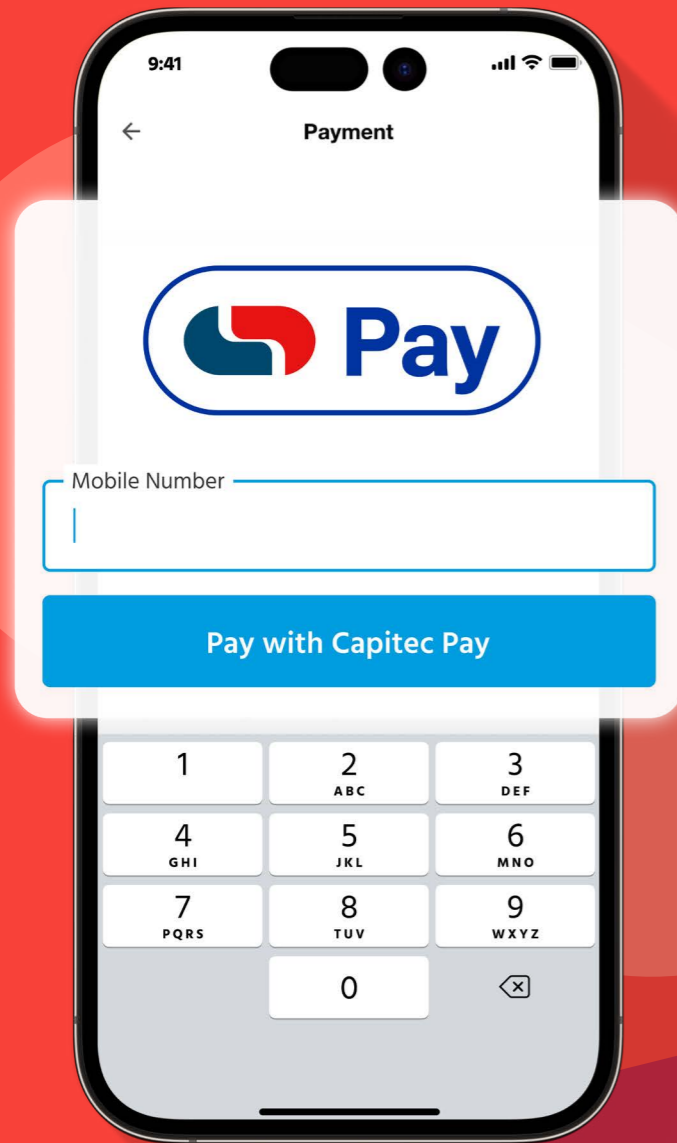 9:41
Payment
Pay
Mobile Number
Pay with Capitec Pay
1 2 3
ABC DEF
4 5 6
GHI JKL MNO
7 8 9
PQRS TUV WXYZ
0